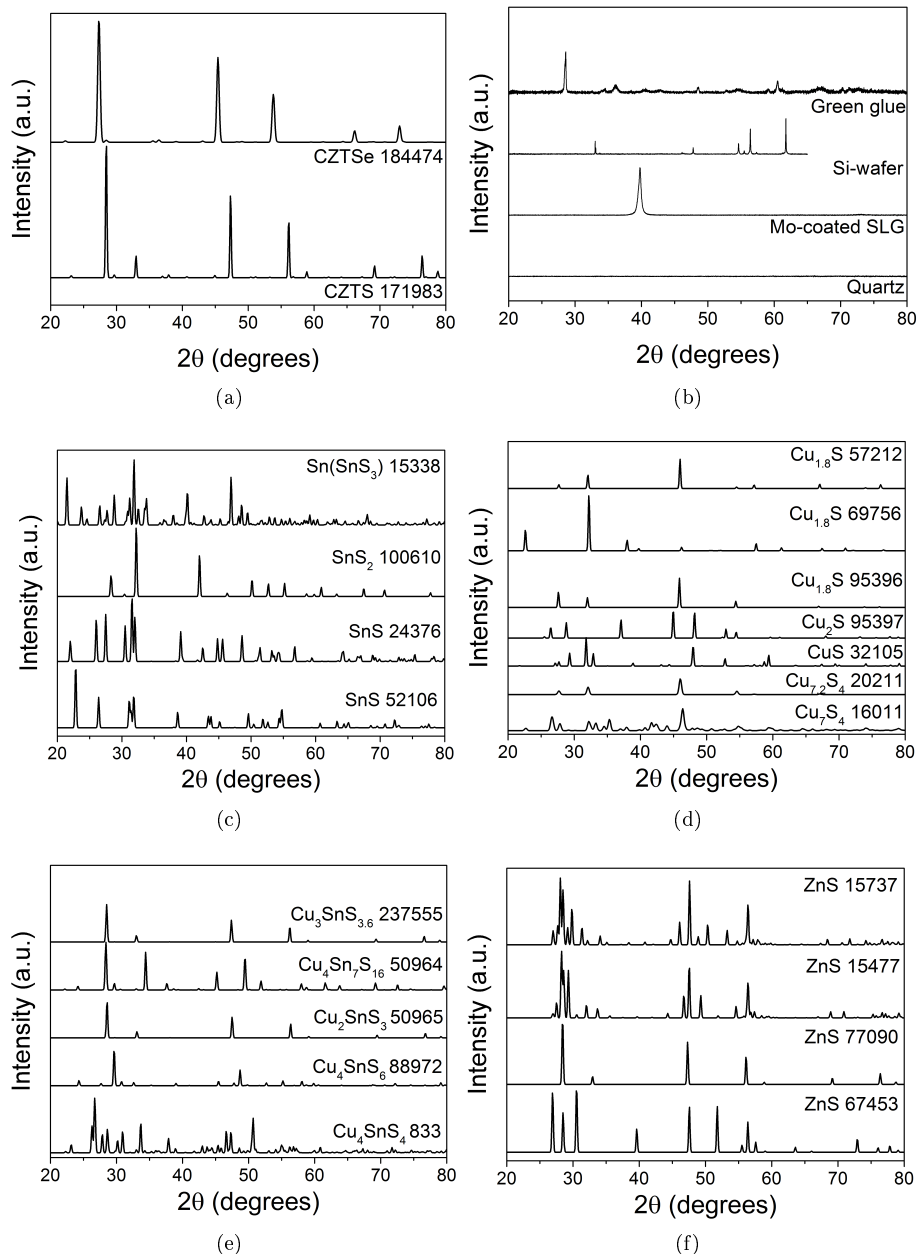 Intensity (a.u.)
CZTSe 184474
CZTS 171983
20 30 40 50 60 70 80
2θ (degrees)
(a)
Intensity (a.u.)
Green glue
Si-wafer
Mo-coated SLG
Quartz
20 30 40 50 60 70 80
2θ (degrees)
(b)
Intensity (a.u.)
Sn(SnS₃) 15338
SnS₂ 100610
SnS 24376
SnS 52106
20 30 40 50 60 70 80
2θ (degrees)
(c)
Intensity (a.u.)
Cu₁.₈S 57212
Cu₁.₈S 69756
Cu₁.₈S 95396
Cu₂S 95397
CuS 32105
Cu₇.₂S₄ 20211
Cu₇S₄ 16011
20 30 40 50 60 70 80
2θ (degrees)
(d)
Intensity (a.u.)
Cu₃SnS₃.₆ 237555
Cu₄Sn₇S₁₆ 50964
Cu₂SnS₃ 50965
Cu₄SnS₆ 88972
Cu₄SnS₄ 833
20 30 40 50 60 70 80
2θ (degrees)
(e)
Intensity (a.u.)
ZnS 15737
ZnS 15477
ZnS 77090
ZnS 67453
20 30 40 50 60 70 80
2θ (degrees)
(f)